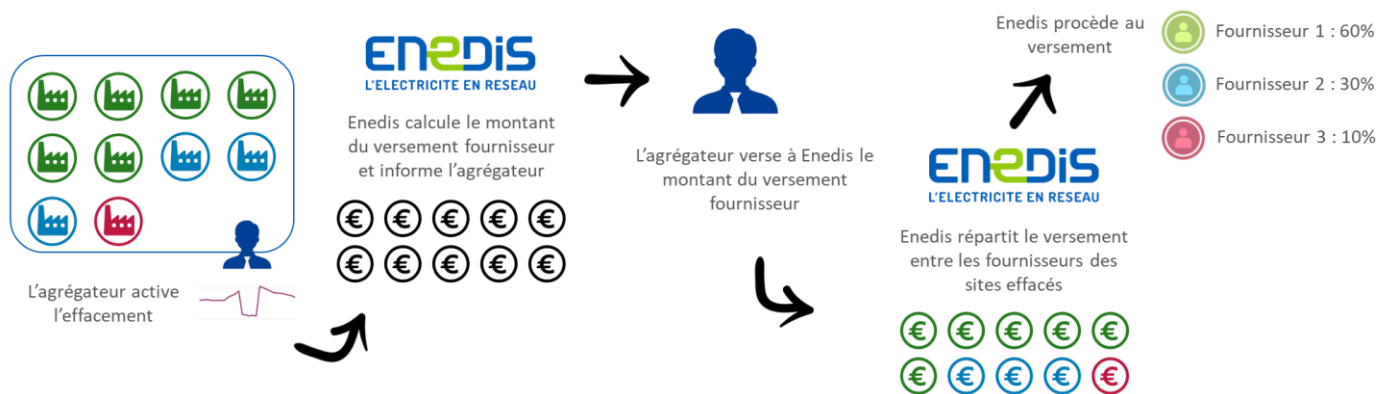 L'agrégateur active
l'effacement
ENEDIS
L'ELECTRICITE EN RESEAU
Enedis calcule le montant
du versement fournisseur
et informe l'agrégateur
€ € € € €
€ € € € €
L'agrégateur verse à Enedis le
montant du versement
fournisseur
ENEDIS
L'ELECTRICITE EN RESEAU
Enedis répartit le versement
entre les fournisseurs des
sites effacés
€ € € € €
€ € € € €
Enedis procède au
versement
Fournisseur 1 : 60%
Fournisseur 2 : 30%
Fournisseur 3 : 10%